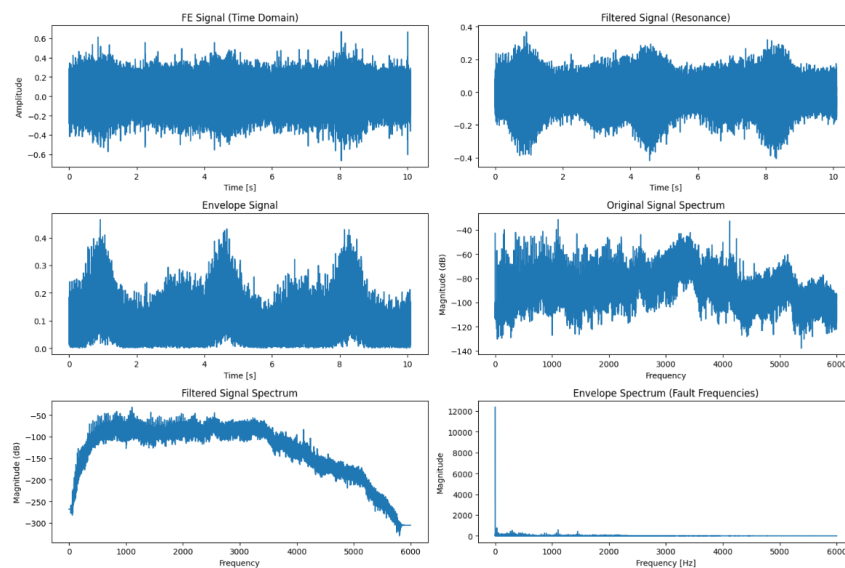 FE Signal (Time Domain)
0.6
0.4
0.2
0.0
−0.2
−0.4
−0.6
Amplitude
0 2 4 6 8 10
Time [s]
Filtered Signal (Resonance)
0.4
0.2
0.0
−0.2
−0.4
0 2 4 6 8 10
Time [s]
Envelope Signal
0.4
0.3
0.2
0.1
0.0
0 2 4 6 8 10
Time [s]
Original Signal Spectrum
−40
−60
−80
−100
−120
−140
Magnitude (dB)
0 1000 2000 3000 4000 5000 6000
Frequency
Filtered Signal Spectrum
−50
−100
−150
−200
−250
−300
Magnitude (dB)
0 1000 2000 3000 4000 5000 6000
Frequency
Envelope Spectrum (Fault Frequencies)
12000
10000
8000
6000
4000
2000
0
Magnitude
0 1000 2000 3000 4000 5000 6000
Frequency [Hz]